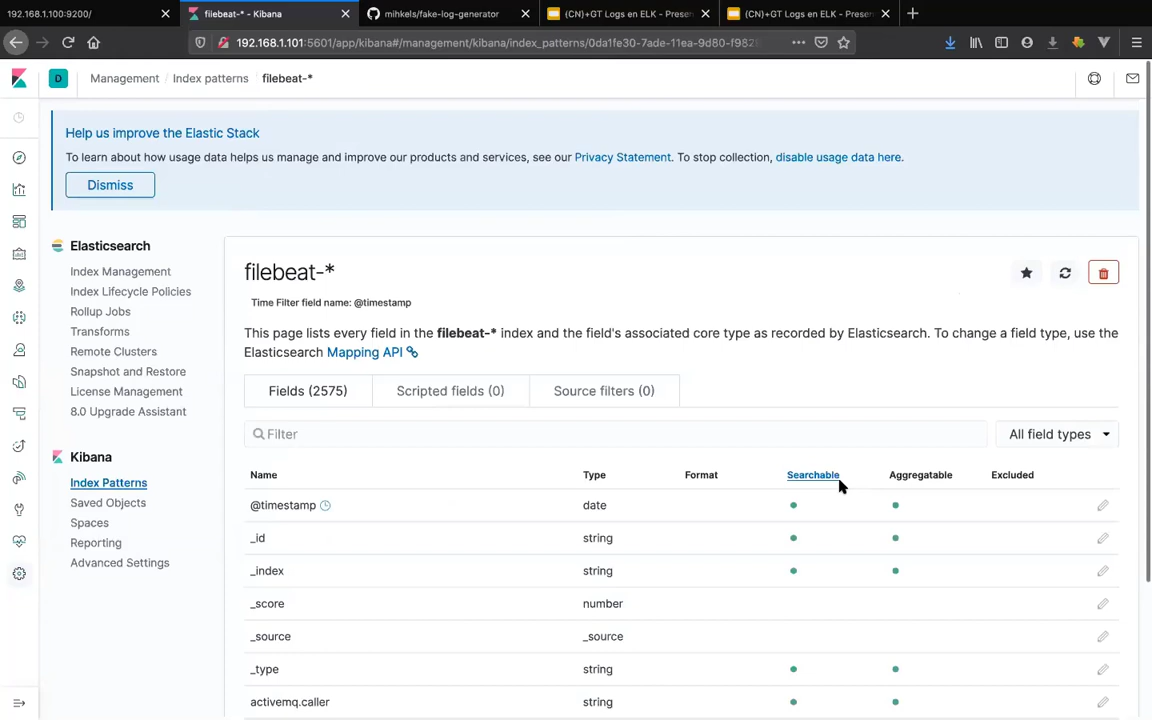 192.168.1.100:9200/
filebeat-* - Kibana
mihkels/fake-log-generator
(CN)+GT Logs en ELK - Presen
(CN)+GT Logs en ELK - Presen
192.168.1.101:5601/app/kibana#/management/kibana/index_patterns/0da1fe30-7ade-11ea-9d80-f9828
D
Management / Index patterns / filebeat-*
Help us improve the Elastic Stack
To learn about how usage data helps us manage and improve our products and services, see our Privacy Statement. To stop collection, disable usage data here.
Dismiss
Elasticsearch
Index Management
Index Lifecycle Policies
Rollup Jobs
Transforms
Remote Clusters
Snapshot and Restore
License Management
8.0 Upgrade Assistant
Kibana
Index Patterns
Saved Objects
Spaces
Reporting
Advanced Settings
filebeat-*
Time Filter field name: @timestamp
This page lists every field in the filebeat-* index and the field's associated core type as recorded by Elasticsearch. To change a field type, use the
Elasticsearch Mapping API
Fields (2575) Scripted fields (0) Source filters (0)
Filter All field types
Name Type Format Searchable Aggregatable Excluded
@timestamp date
_id string
_index string
_score number
_source _source
_type string
activemq.caller string